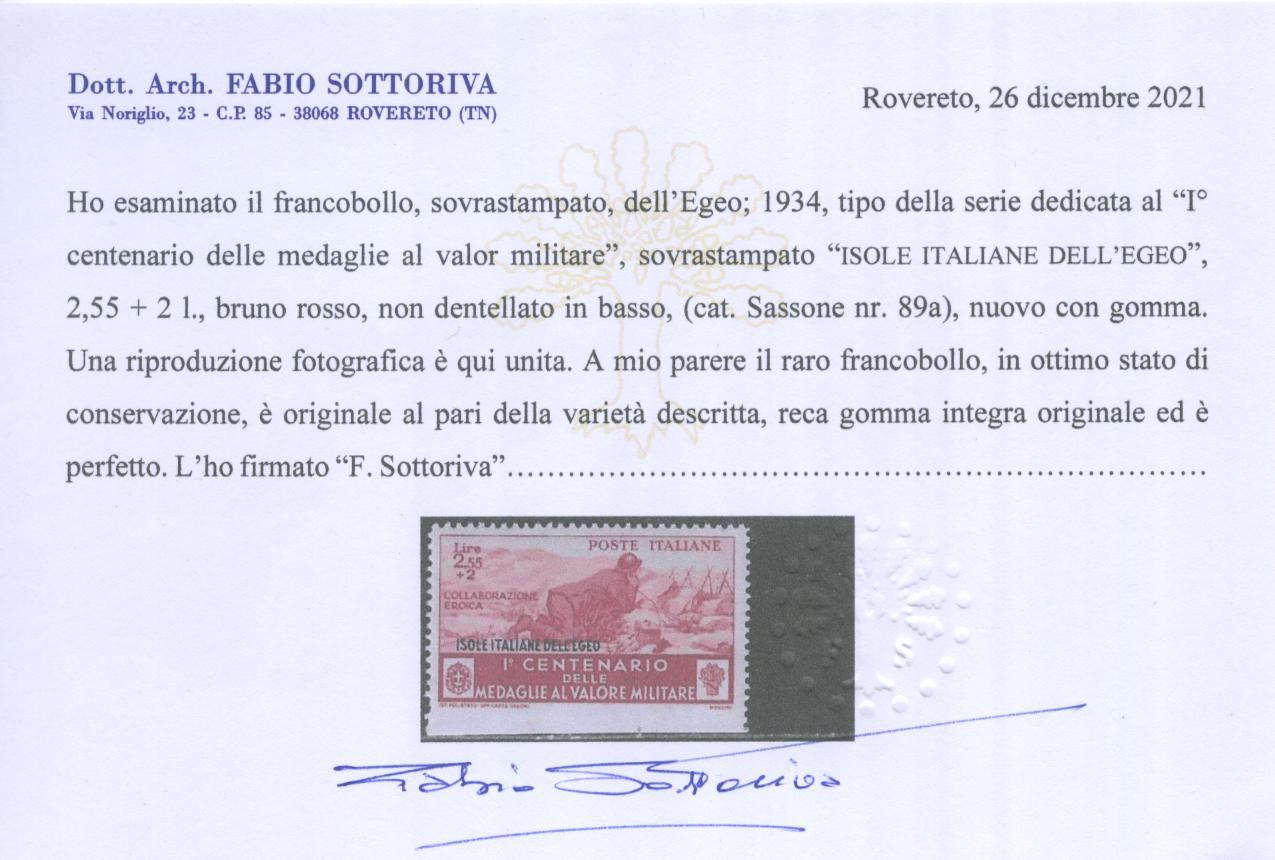 Dott. Arch. FABIO SOTTORIVA
Via Noriglio, 23 - C.P. 85 - 38068 ROVERETO (TN)
Rovereto, 26 dicembre 2021
Ho esaminato il francobollo, sovrastampato, dell’Egeo; 1934, tipo della serie dedicata al “I°
centenario delle medaglie al valor militare”, sovrastampato “ISOLE ITALIANE DELL’EGEO”,
2,55 + 2 l., bruno rosso, non dentellato in basso, (cat. Sassone nr. 89a), nuovo con gomma.
Una riproduzione fotografica è qui unita. A mio parere il raro francobollo, in ottimo stato di
conservazione, è originale al pari della varietà descritta, reca gomma integra originale ed è
perfetto. L’ho firmato “F. Sottoriva”................................................................................
Lire
2,55
+2
POSTE ITALIANE
COLLABORAZIONE
EROICA
ISOLE ITALIANE DELL'EGEO
I° CENTENARIO
DELLE
MEDAGLIE AL VALORE MILITARE
S
Fabio Sottoriva